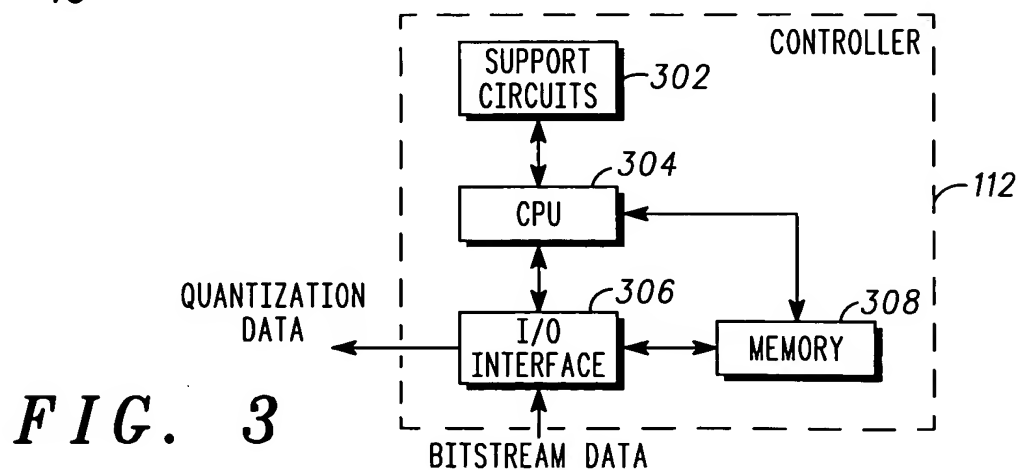 CONTROLLER
SUPPORT
CIRCUITS
302
304
CPU
112
QUANTIZATION
DATA
306
I/O
INTERFACE
308
MEMORY
FIG. 3
BITSTREAM DATA